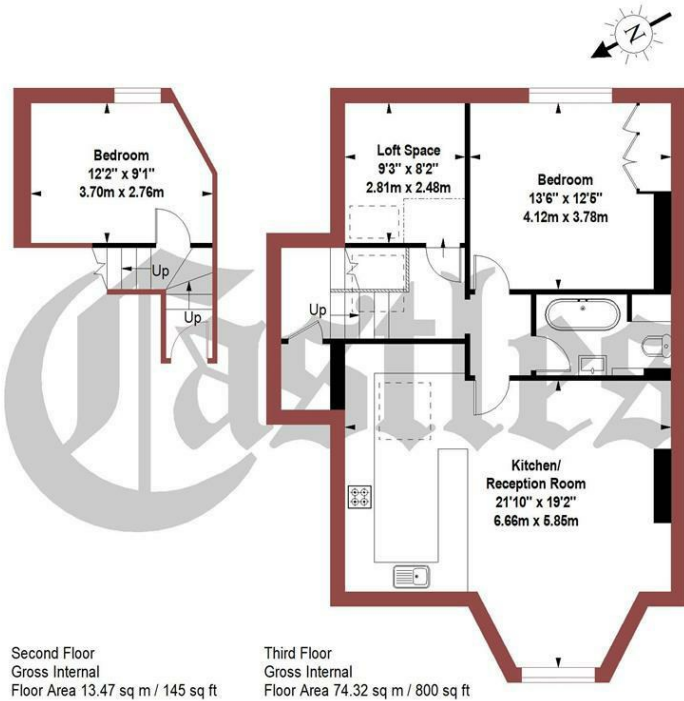 N
Bedroom
12'2" x 9'1"
3.70m x 2.76m
Up
Up
Loft Space
9'3" x 8'2"
2.81m x 2.48m
Bedroom
13'6" x 12'5"
4.12m x 3.78m
Up
Castles
Kitchen/
Reception Room
21'10" x 19'2"
6.66m x 5.85m
Second Floor
Gross Internal
Floor Area 13.47 sq m / 145 sq ft
Third Floor
Gross Internal
Floor Area 74.32 sq m / 800 sq ft